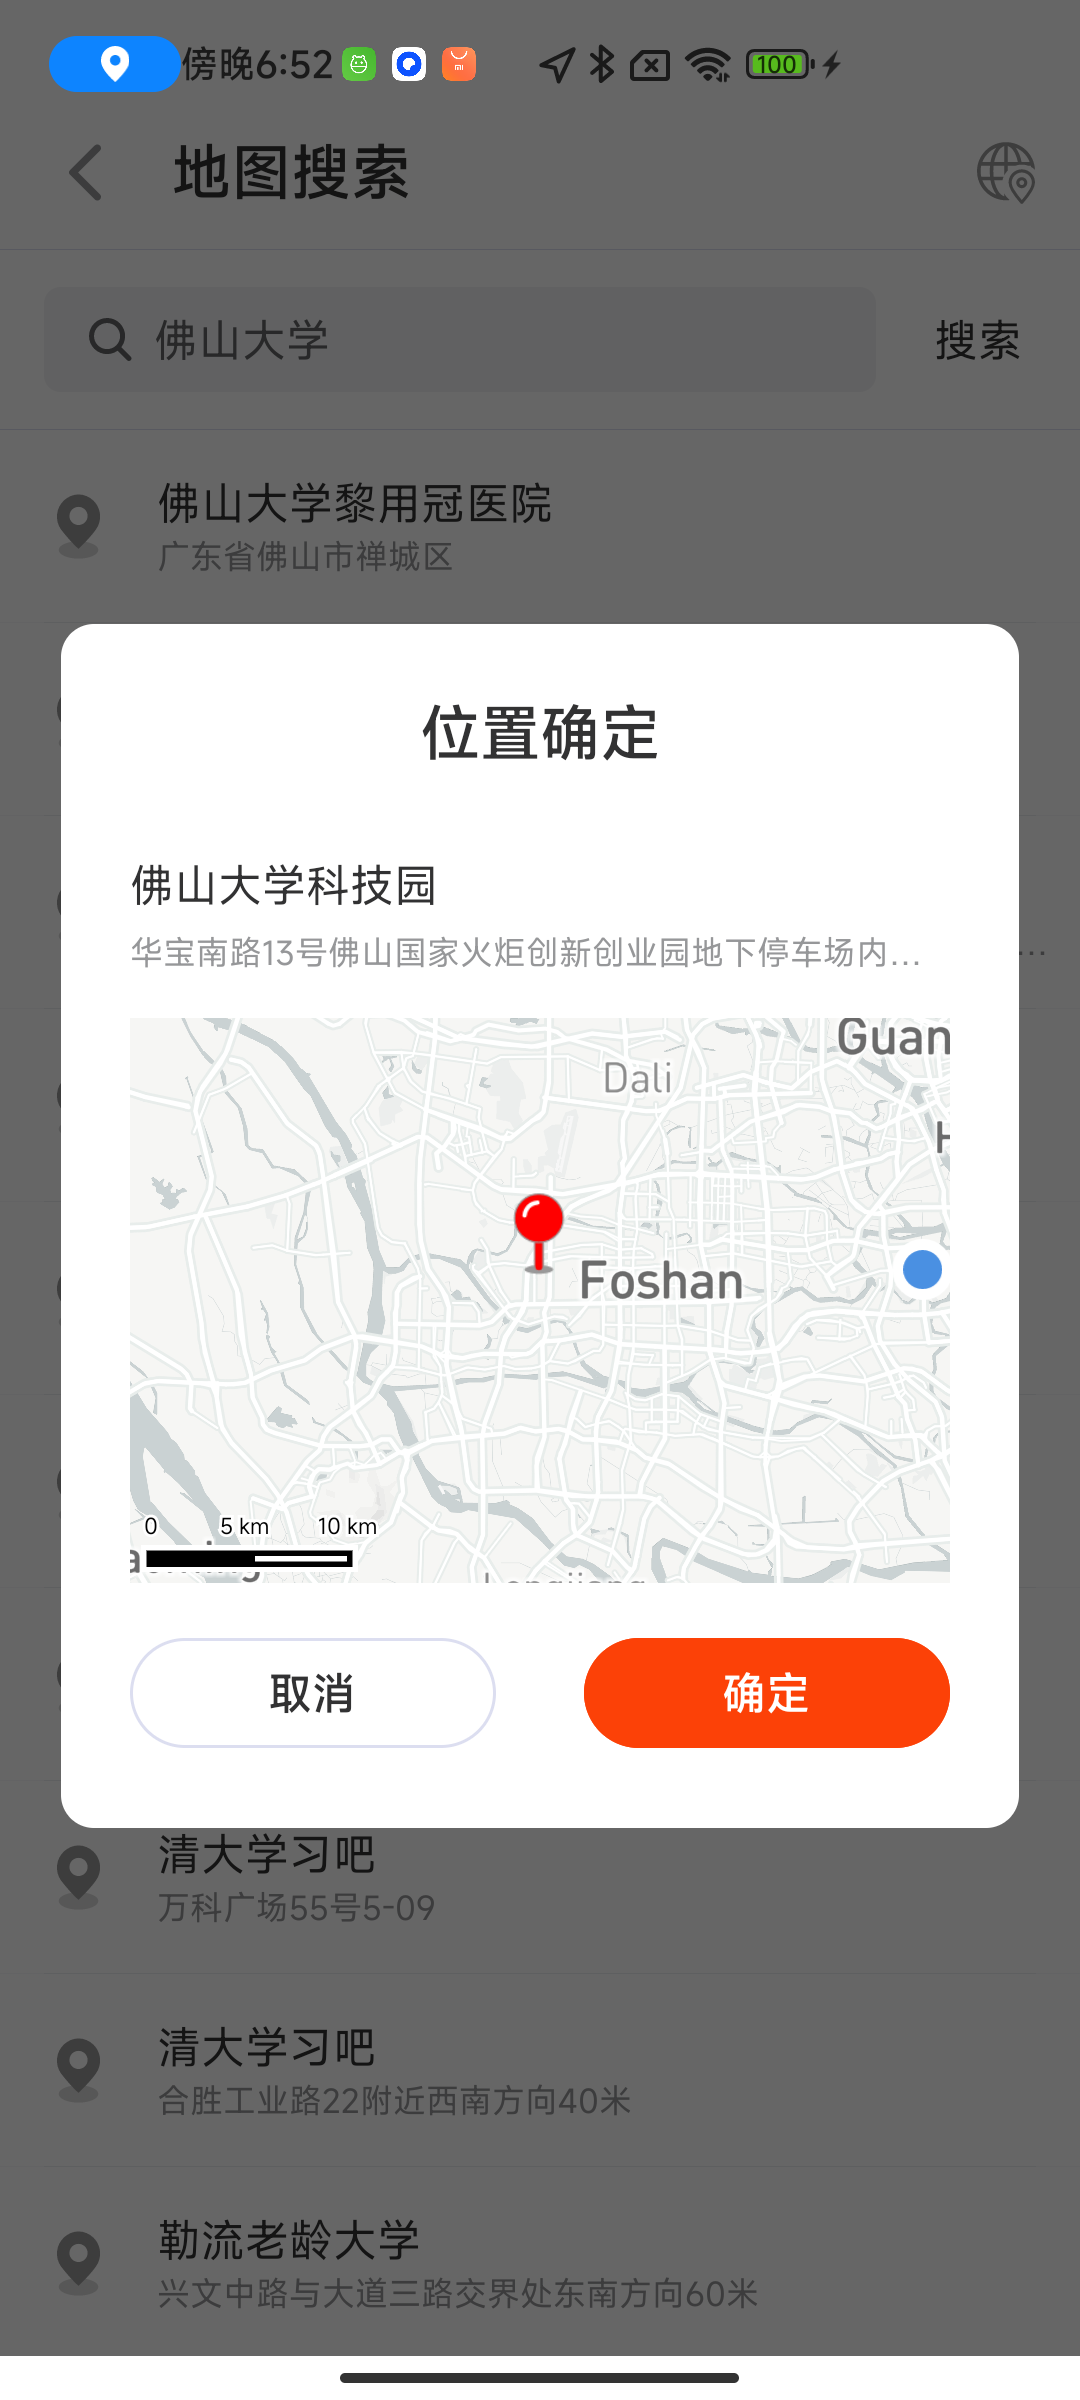 傍晚6:52
100
地图搜索
佛山大学
搜索
佛山大学黎用冠医院
广东省佛山市禅城区
位置确定
佛山大学科技园
华宝南路13号佛山国家火炬创新创业园地下停车场内...
Guan
Dali
H
Foshan
0 5 km 10 km
取消
确定
清大学习吧
万科广场55号5-09
清大学习吧
合胜工业路22附近西南方向40米
勒流老龄大学
兴文中路与大道三路交界处东南方向60米